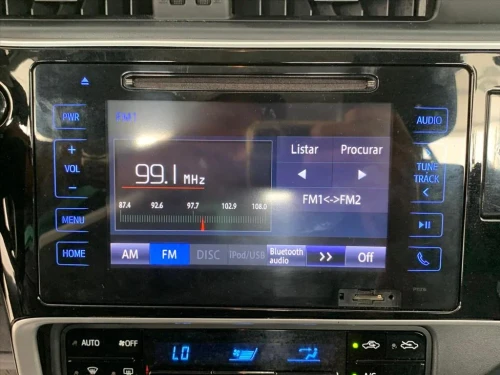 PWR
AUDIO
FM1
+
VOL
-
Listar Procurar
TUNE
TRACK
99.1 MHz
FM1<->FM2
87.4 92.6 97.7 102.9 108.0
MENU
HOME
AM FM DISC iPod/USB Bluetooth audio >> Off
AUTO OFF
LO
A/C